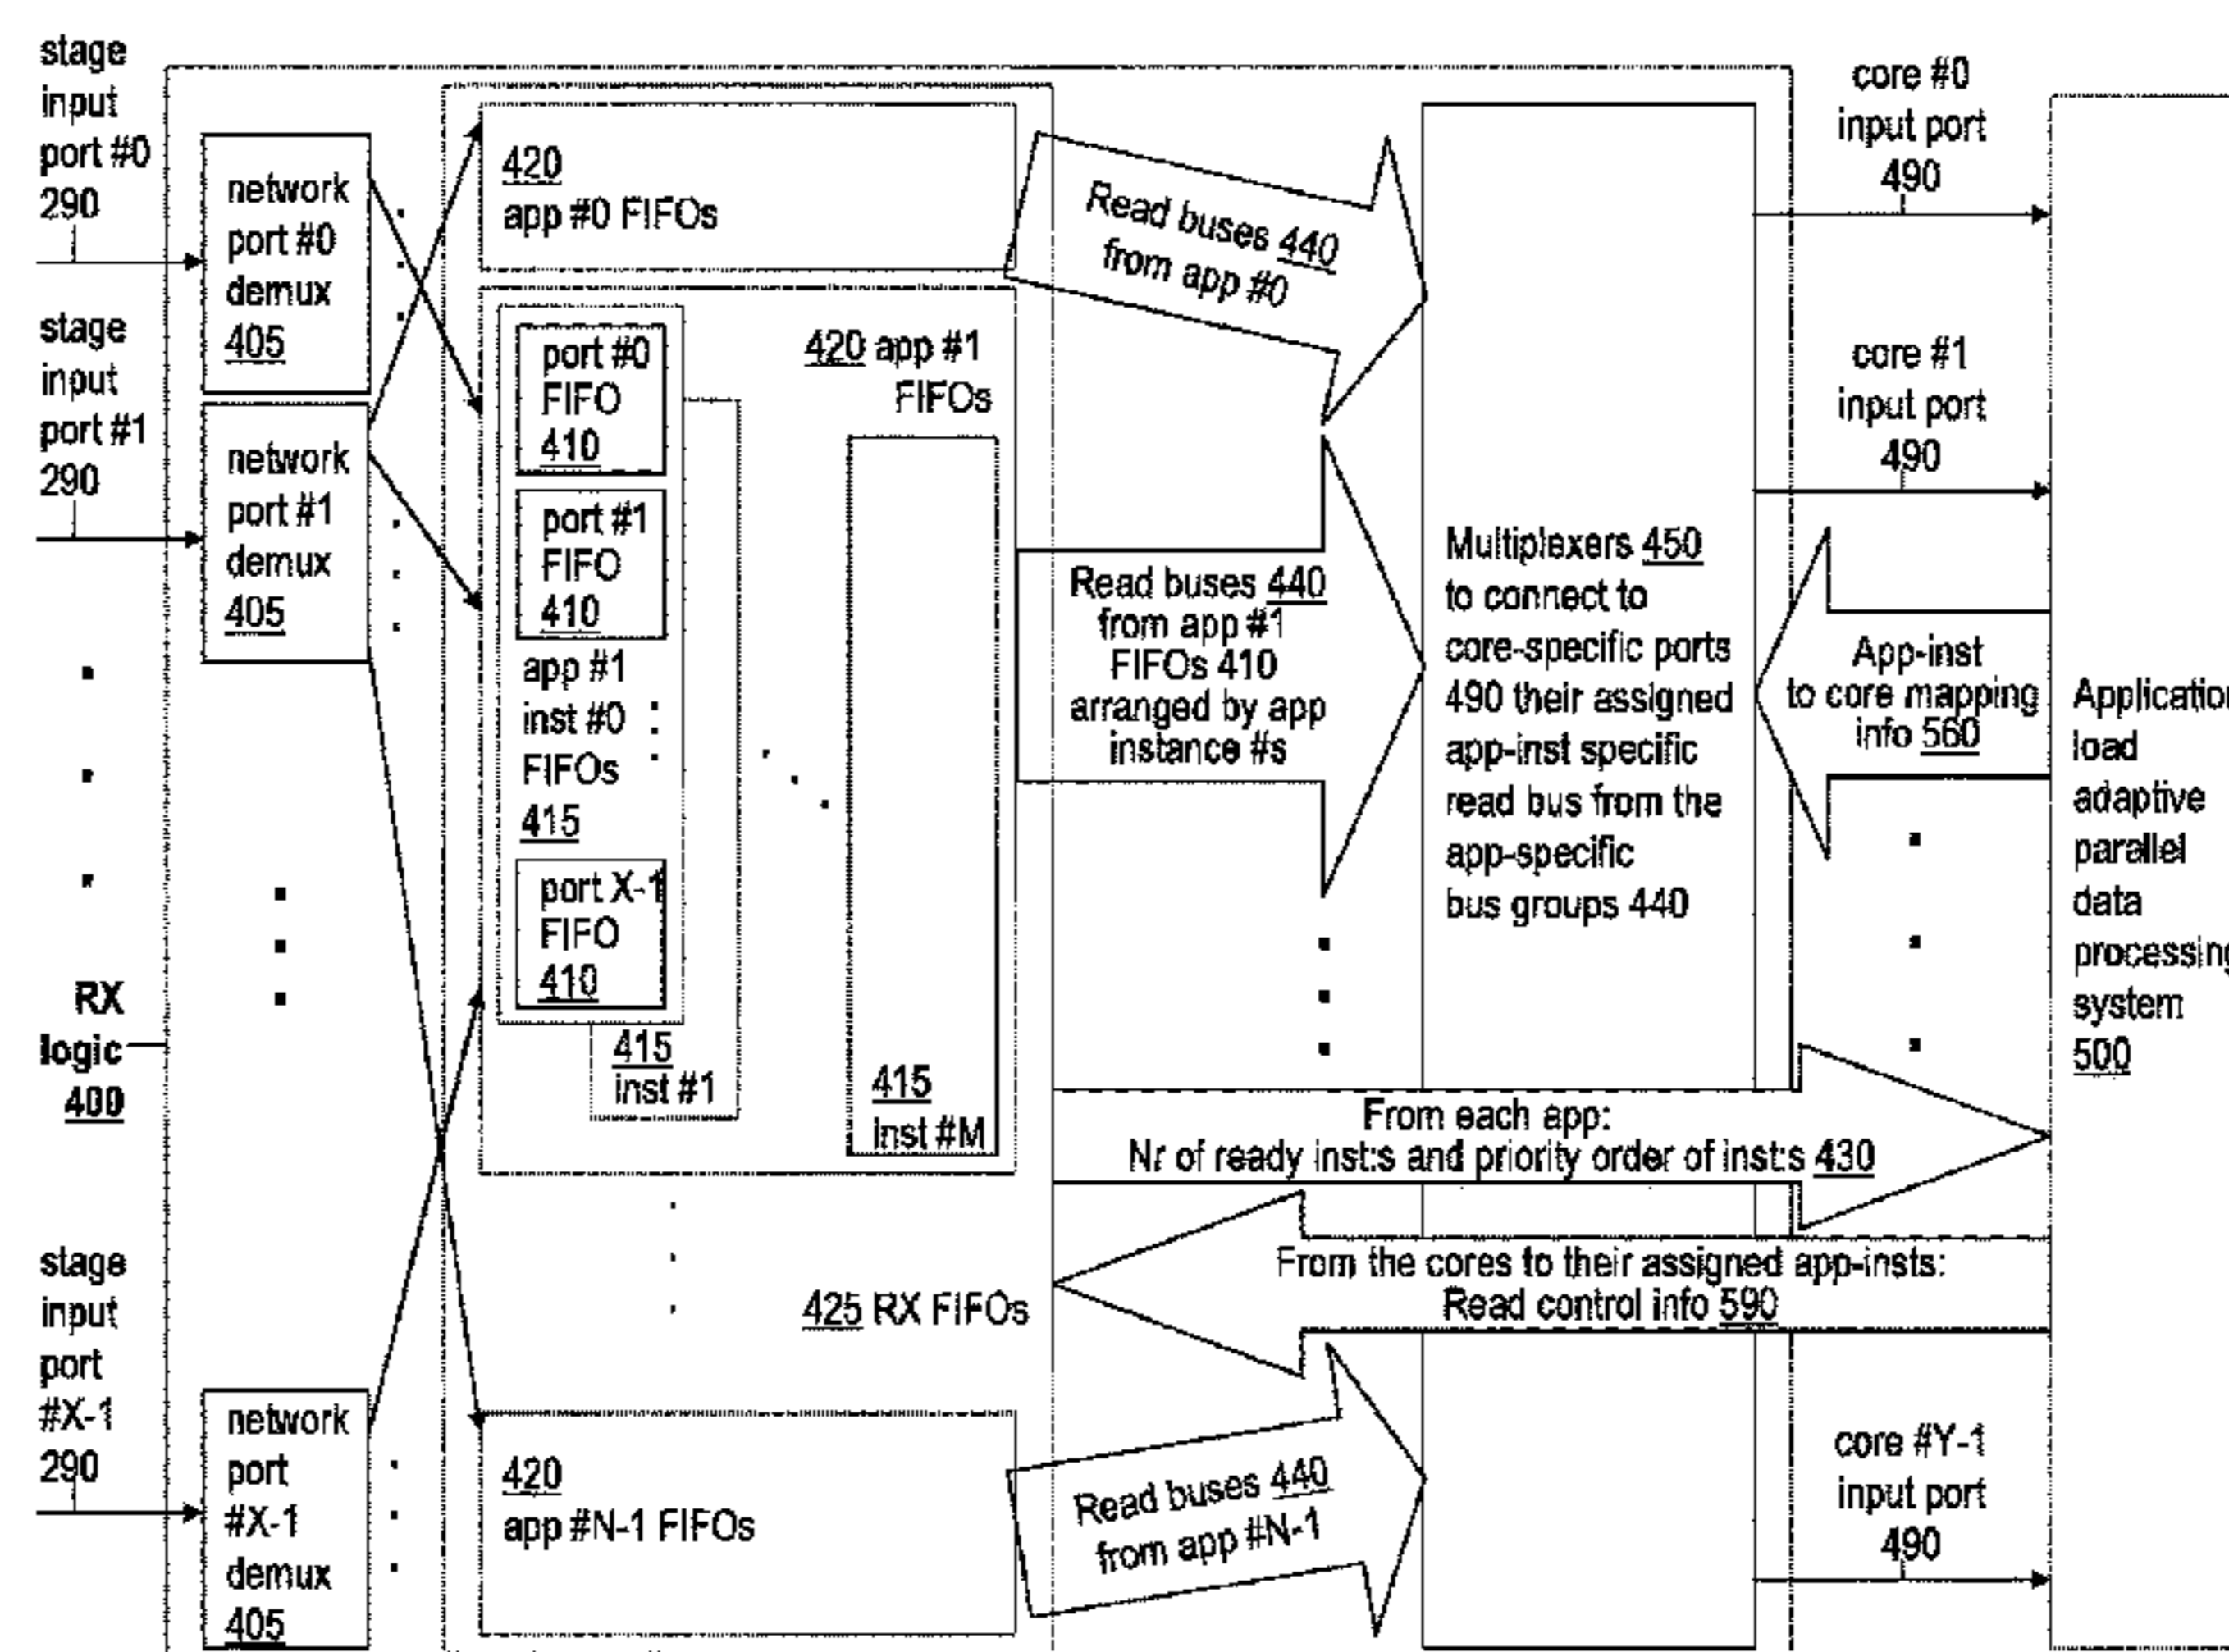 stage
input
port #0
290
network
port #0
demux
405
stage
input
port #1
290
network
port #1
demux
405
RX
logic
400
stage
input
port
#X-1
290
network
port
#X-1
demux
405
420
app #0 FIFOs
420 app #1
FIFOs
port #0
FIFO
410
port #1
FIFO
410
app #1
inst #0
FIFOs
415
port X-1
FIFO
410
415
inst #1
415
inst #M
425 RX FIFOs
420
app #N-1 FIFOs
Read buses 440
from app #0
Read buses 440
from app #1
FIFOs 410
arranged by app
instance #s
Multiplexers 450
to connect to
core-specific ports
490 their assigned
app-inst specific
read bus from the
app-specific
bus groups 440
From each app:
Nr of ready inst:s and priority order of inst:s 430
From the cores to their assigned app-insts:
Read control info 590
Read buses 440
from app #N-1
core #0
input port
490
core #1
input port
490
App-inst
to core mapping
info 560
core #Y-1
input port
490
Application
load
adaptive
parallel
data
processing
system
500